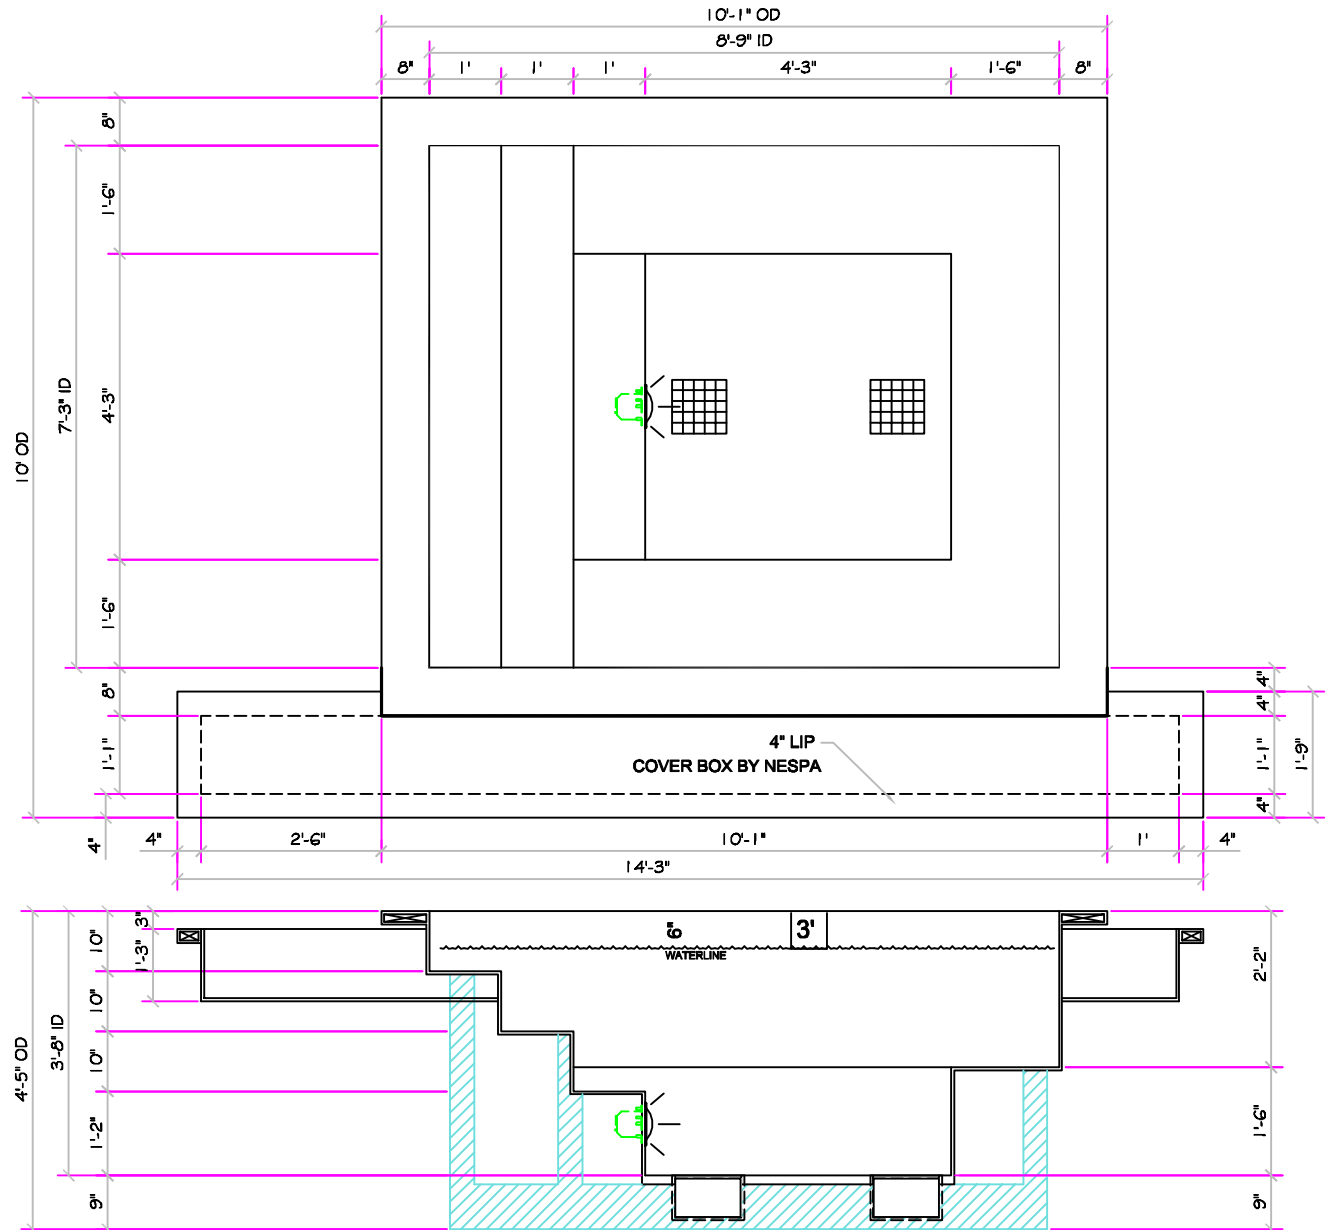 10'-1" OD
8'-9" ID
8" 1' 1' 1' 4'-3" 1'-6" 8"
8"
1'-6"
7'-3" ID
4'-3"
10' OD
1'-6"
8"
4"
4"
4" LIP
COVER BOX BY NESPA
1'-1"
1'-1"
1'-9"
4"
4"
4" 2'-6" 10'-1" 1' 4"
14'-3"
3"
10"
1'-3"
6"
3'
WATERLINE
2'-2"
10"
3'-8" ID
4'-5" OD
10"
1'-2"
1'-6"
9"
9"